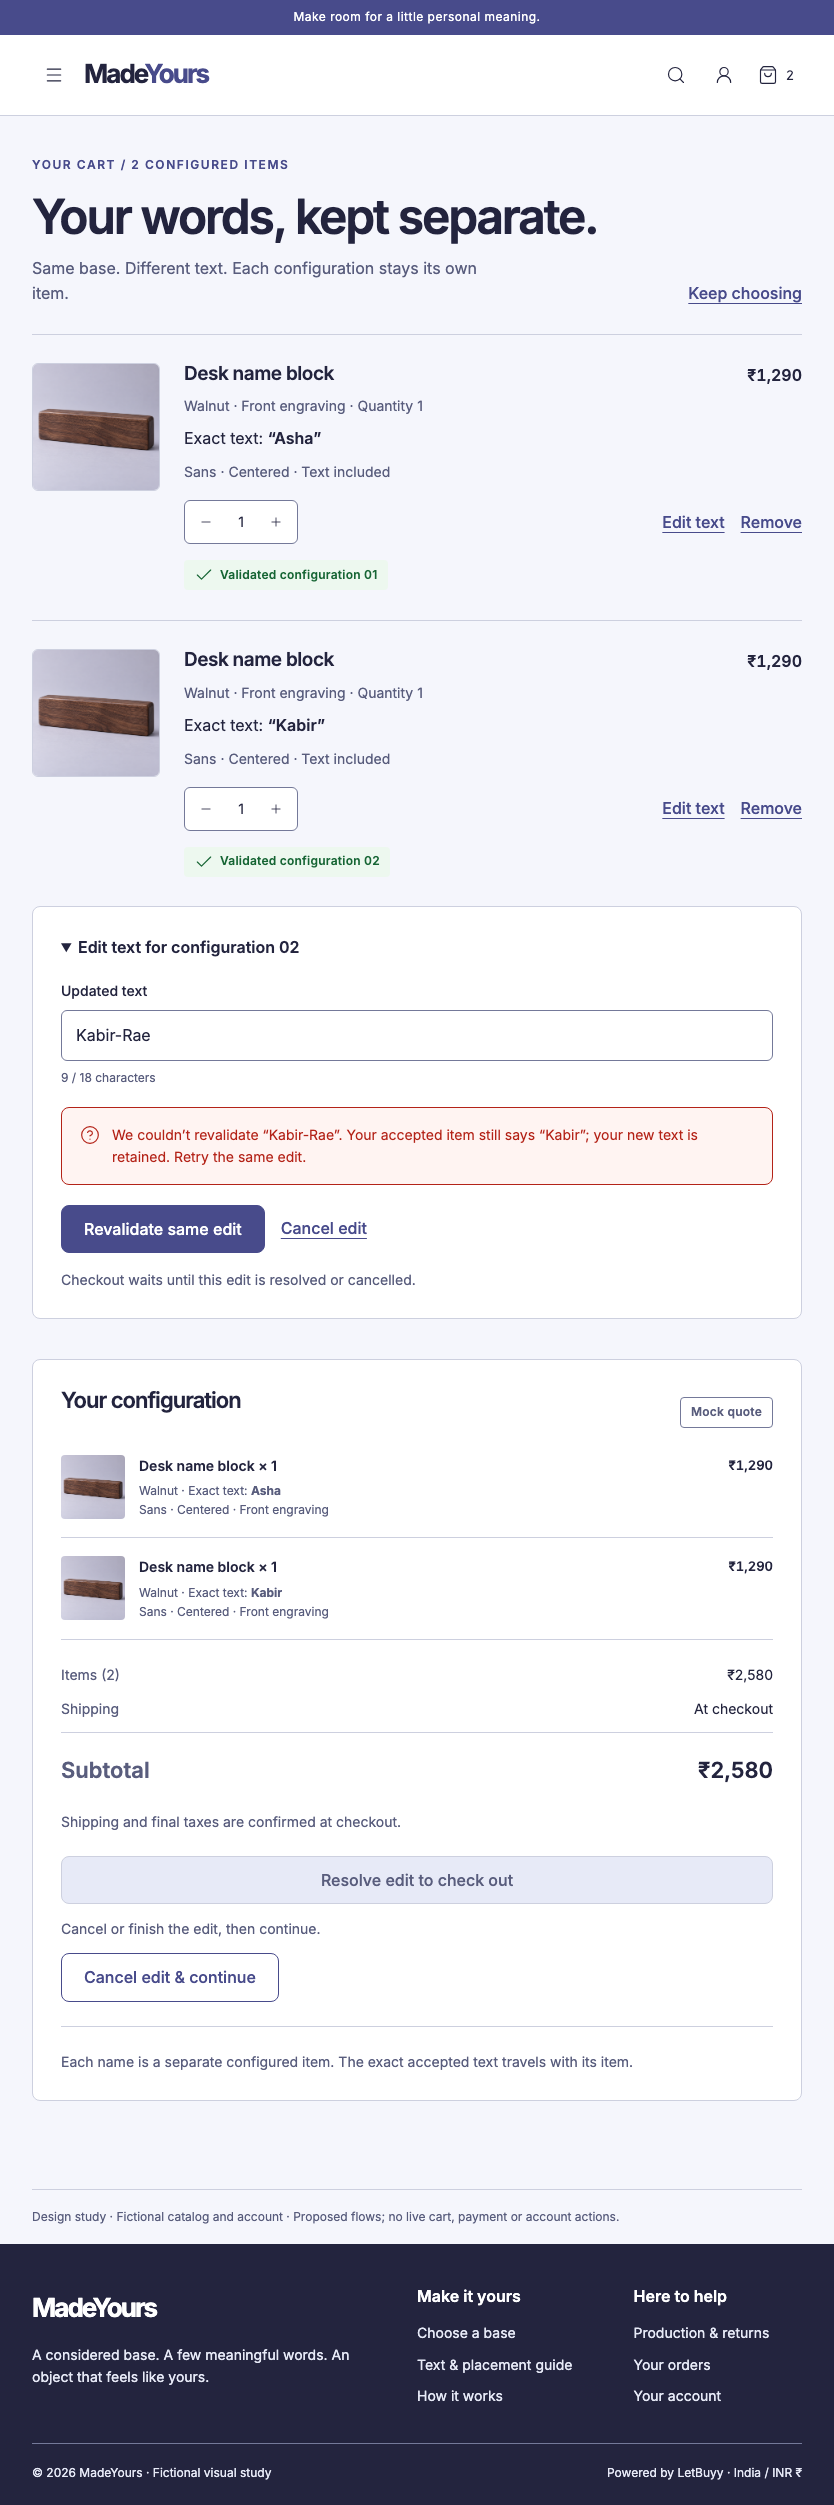 Make room for a little personal meaning.
MadeYours
2
YOUR CART / 2 CONFIGURED ITEMS
Your words, kept separate.
Same base. Different text. Each configuration stays its own
item.
Keep choosing
Desk name block
₹1,290
Walnut · Front engraving · Quantity 1
Exact text: “Asha”
Sans · Centered · Text included
− 1 +
Edit text Remove
Validated configuration 01
Desk name block
₹1,290
Walnut · Front engraving · Quantity 1
Exact text: “Kabir”
Sans · Centered · Text included
− 1 +
Edit text Remove
Validated configuration 02
Edit text for configuration 02
Updated text
Kabir-Rae
9 / 18 characters
We couldn’t revalidate “Kabir-Rae”. Your accepted item still says “Kabir”; your new text is
retained. Retry the same edit.
Revalidate same edit
Cancel edit
Checkout waits until this edit is resolved or cancelled.
Your configuration
Mock quote
Desk name block × 1
₹1,290
Walnut · Exact text: Asha
Sans · Centered · Front engraving
Desk name block × 1
₹1,290
Walnut · Exact text: Kabir
Sans · Centered · Front engraving
Items (2)
₹2,580
Shipping
At checkout
Subtotal
₹2,580
Shipping and final taxes are confirmed at checkout.
Resolve edit to check out
Cancel or finish the edit, then continue.
Cancel edit & continue
Each name is a separate configured item. The exact accepted text travels with its item.
Design study · Fictional catalog and account · Proposed flows; no live cart, payment or account actions.
MadeYours
A considered base. A few meaningful words. An
object that feels like yours.
Make it yours
Choose a base
Text & placement guide
How it works
Here to help
Production & returns
Your orders
Your account
© 2026 MadeYours · Fictional visual study
Powered by LetBuyy · India / INR ₹